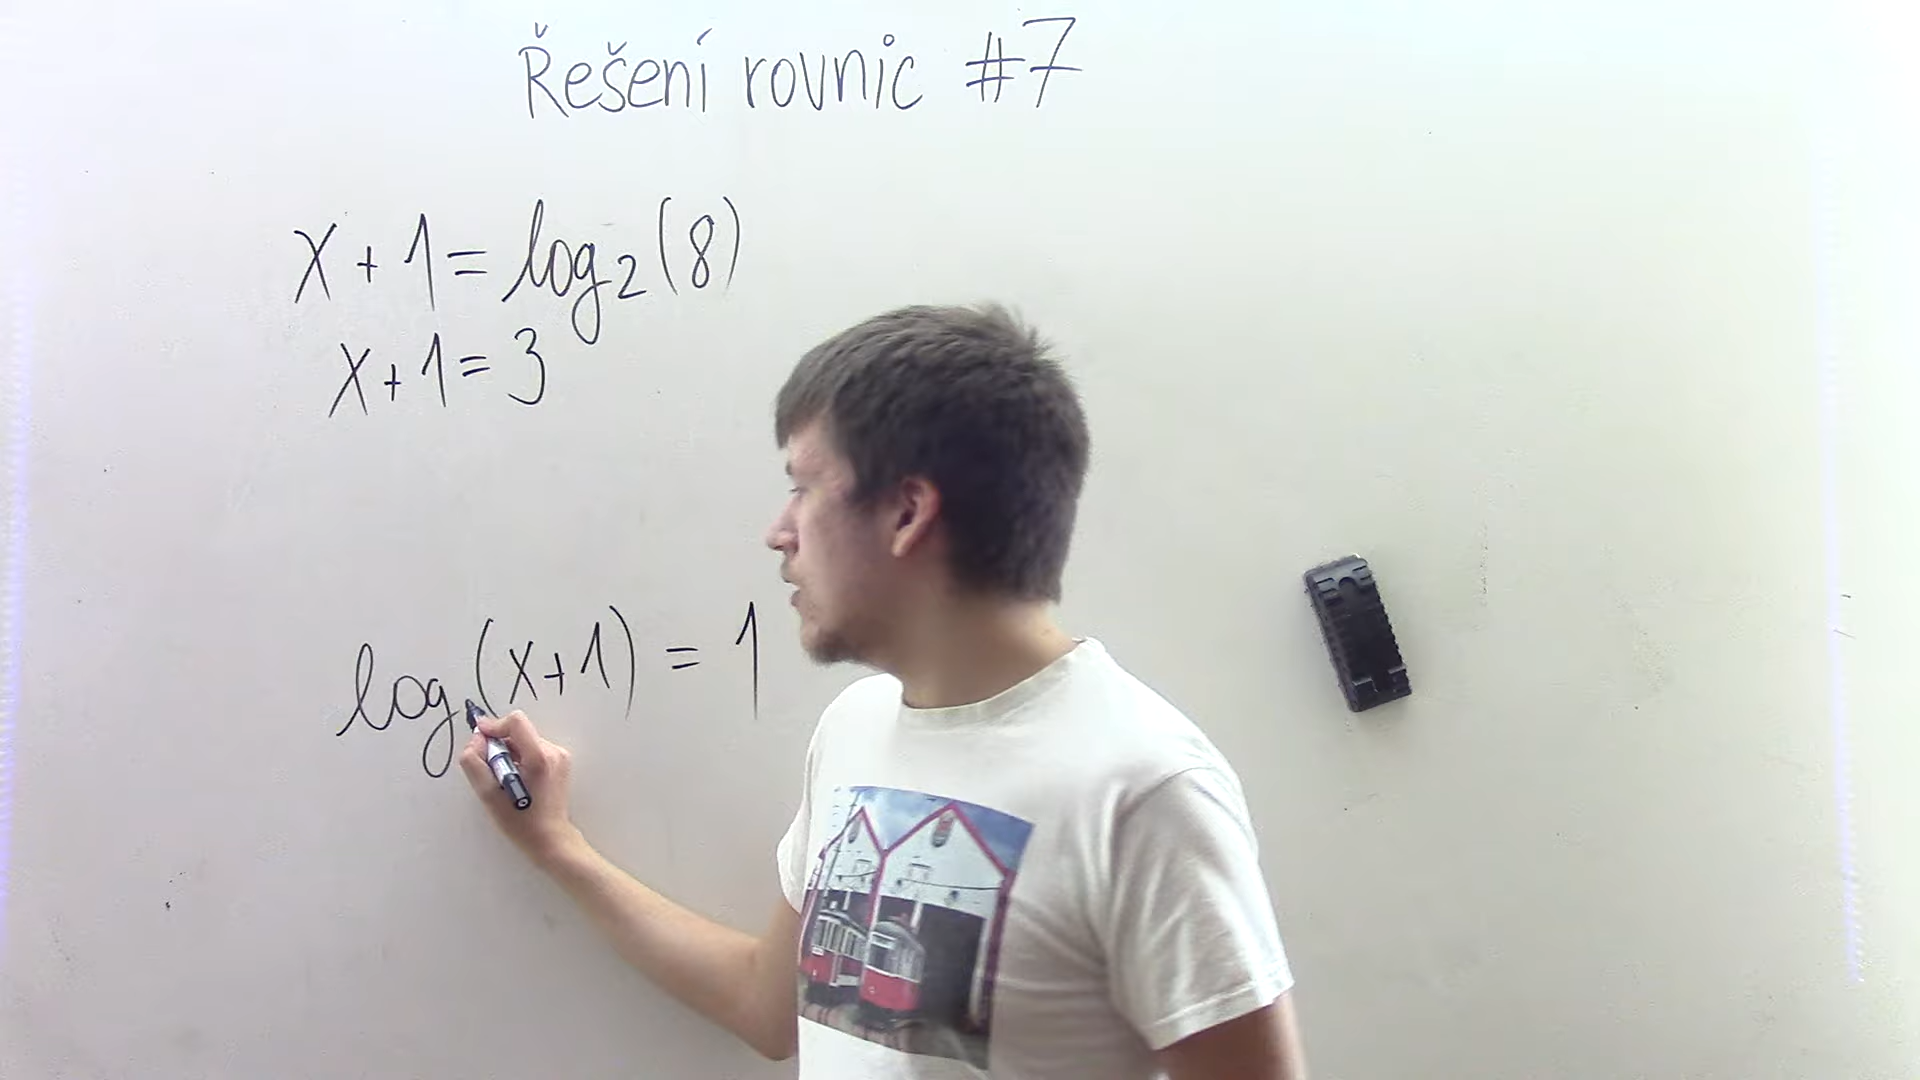 Řešení rovnic #7
x + 1 = log₂(8)
x + 1 = 3
log(x+1) = 1